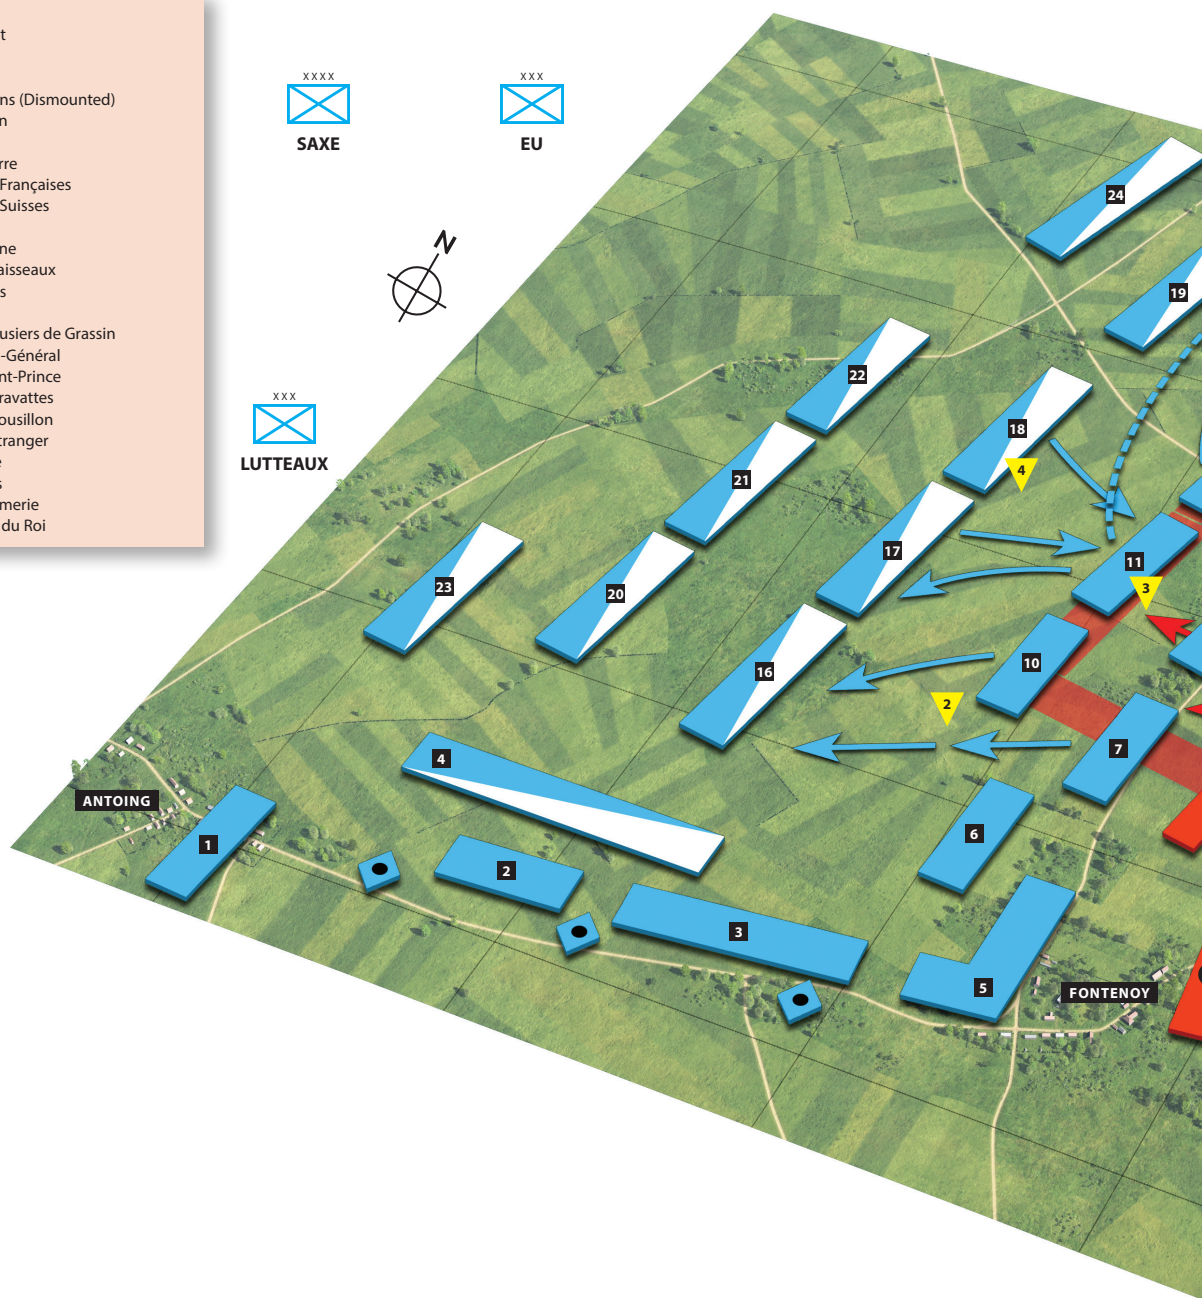 t
ns (Dismounted)
n
rre
Françaises
Suisses
ne
aisseaux
s
usiers de Grassin
-Général
nt-Prince
ravattes
ousillon
tranger
e
s
merie
du Roi
xxxx
SAXE
xxx
EU
N
xxx
LUTTEAUX
24
19
22
18
4
21
17
11
3
23
20
10
16
2
7
4
ANTOING
1
6
2
3
5
FONTENOY